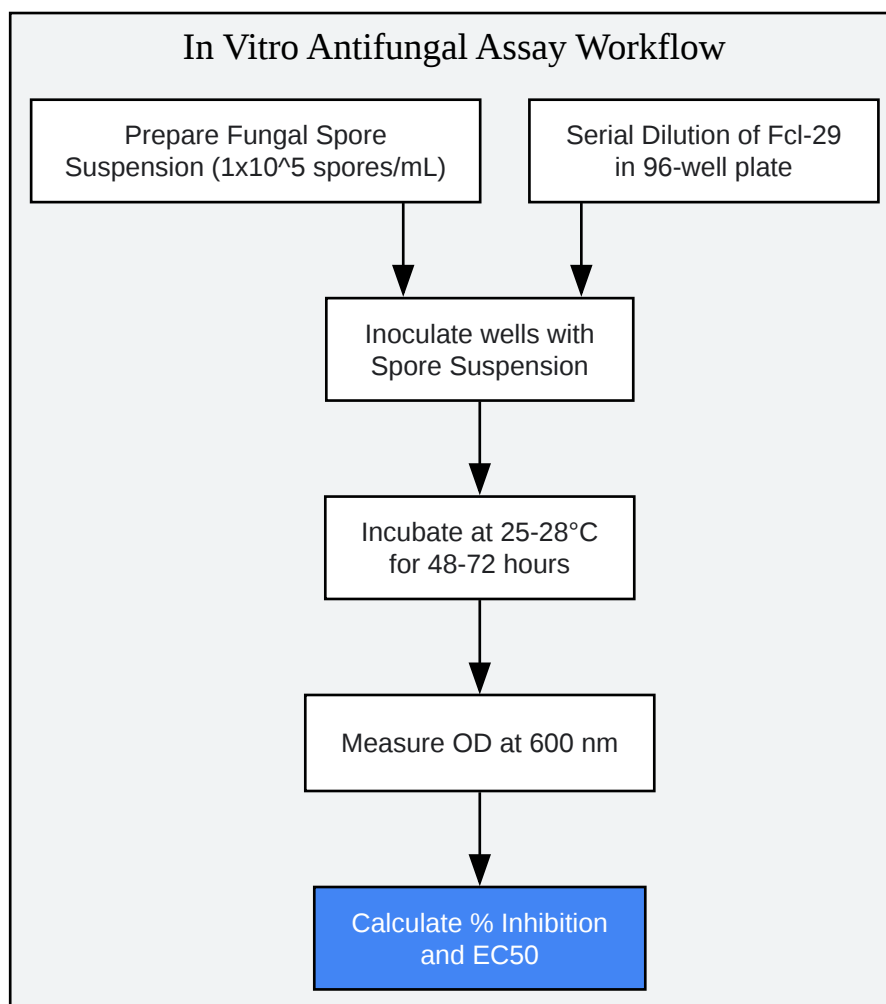 In Vitro Antifungal Assay Workflow
Prepare Fungal Spore
Suspension (1x10^5 spores/mL)
Serial Dilution of Fcl-29
in 96-well plate
Inoculate wells with
Spore Suspension
Incubate at 25-28°C
for 48-72 hours
Measure OD at 600 nm
Calculate % Inhibition
and EC50